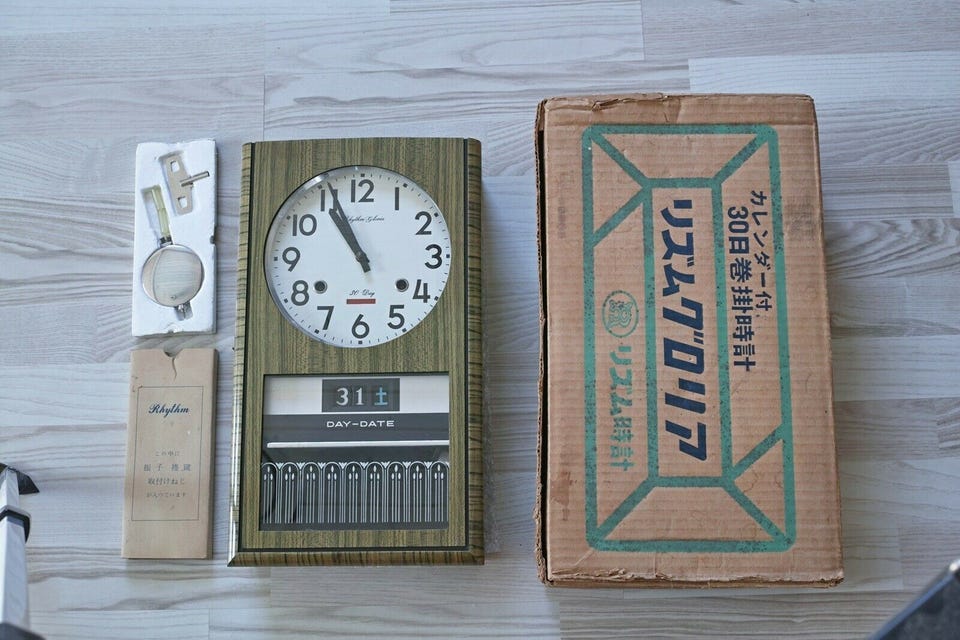 Rhythm
この中に
振子 捲鍵
取付けねじ
が入っています
12
1
2
3
4
5
6
7
8
9
10
11
30 Day
31 土
DAY-DATE
カレンダー付
30日巻掛時計
リズムグロリア
R リズム時計